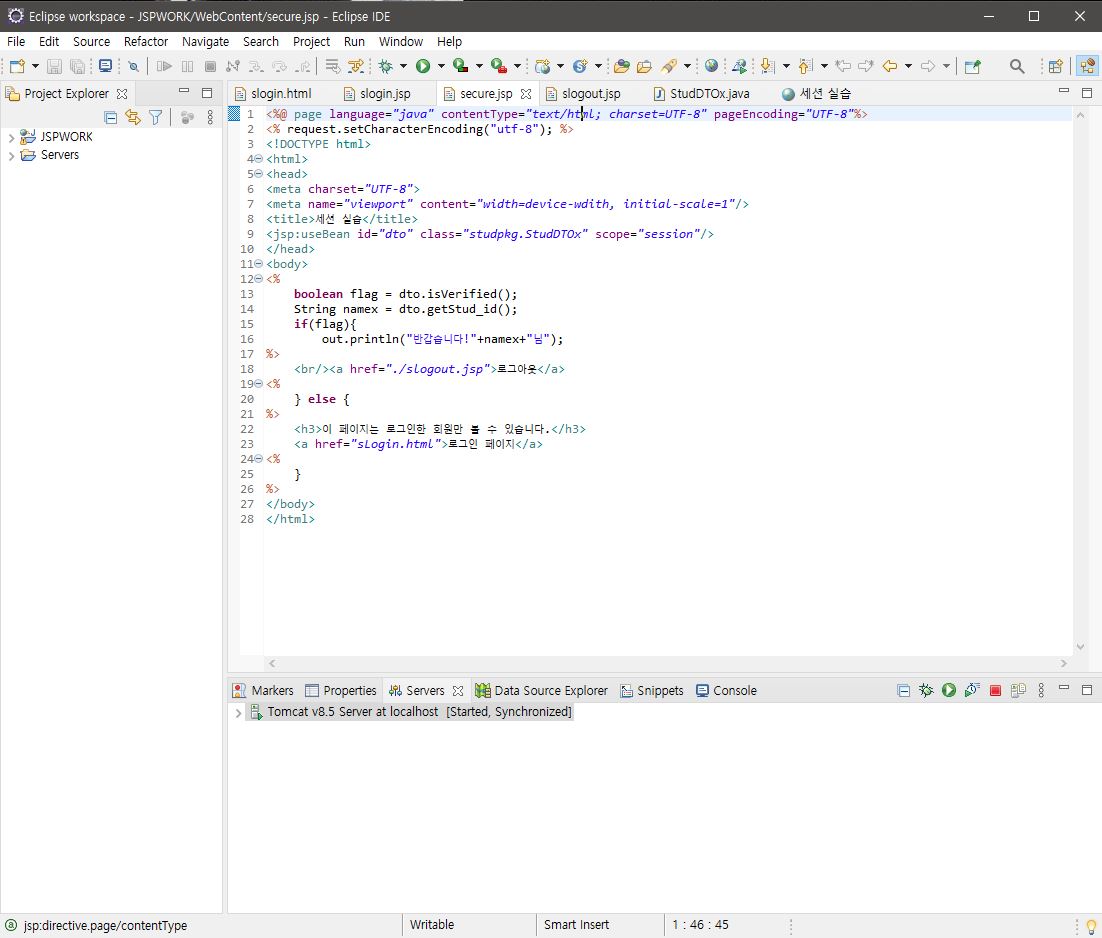 Eclipse workspace - JSPWORK/WebContent/secure.jsp - Eclipse IDE
File Edit Source Refactor Navigate Search Project Run Window Help
Project Explorer
slogin.html slogin.jsp secure.jsp slogout.jsp StudDTOx.java 세션 실습
JSPWORK
Servers
1 <%@ page language="java" contentType="text/html; charset=UTF-8" pageEncoding="UTF-8"%>
2 <% request.setCharacterEncoding("utf-8"); %>
3 <!DOCTYPE html>
4 <html>
5 <head>
6 <meta charset="UTF-8">
7 <meta name="viewport" content="width=device-wdith, initial-scale=1"/>
8 <title>세션 실습</title>
9 <jsp:useBean id="dto" class="studpkg.StudDTOx" scope="session"/>
10 </head>
11 <body>
12 <%
13 boolean flag = dto.isVerified();
14 String namex = dto.getStud_id();
15 if(flag){
16 out.println("반갑습니다!"+namex+"님");
17 %>
18 <br/><a href="./slogout.jsp">로그아웃</a>
19 <%
20 } else {
21 %>
22 <h3>이 페이지는 로그인한 회원만 볼 수 있습니다.</h3>
23 <a href="sLogin.html">로그인 페이지</a>
24 <%
25 }
26 %>
27 </body>
28 </html>
Markers Properties Servers Data Source Explorer Snippets Console
Tomcat v8.5 Server at localhost [Started, Synchronized]
jsp:directive.page/contentType Writable Smart Insert 1 : 46 : 45